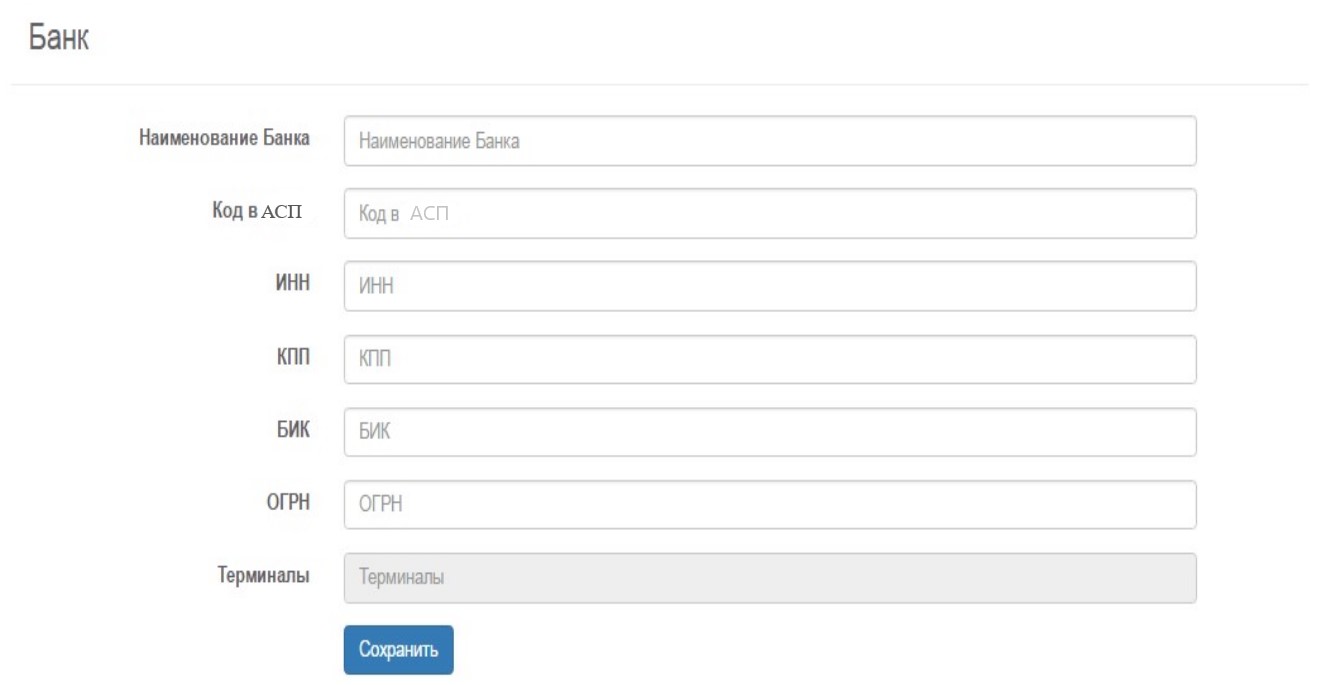 Банк
Наименование Банка Наименование Банка
Код в АСП Код в АСП
ИНН ИНН
КПП КПП
БИК БИК
ОГРН ОГРН
Терминалы Терминалы
Сохранить